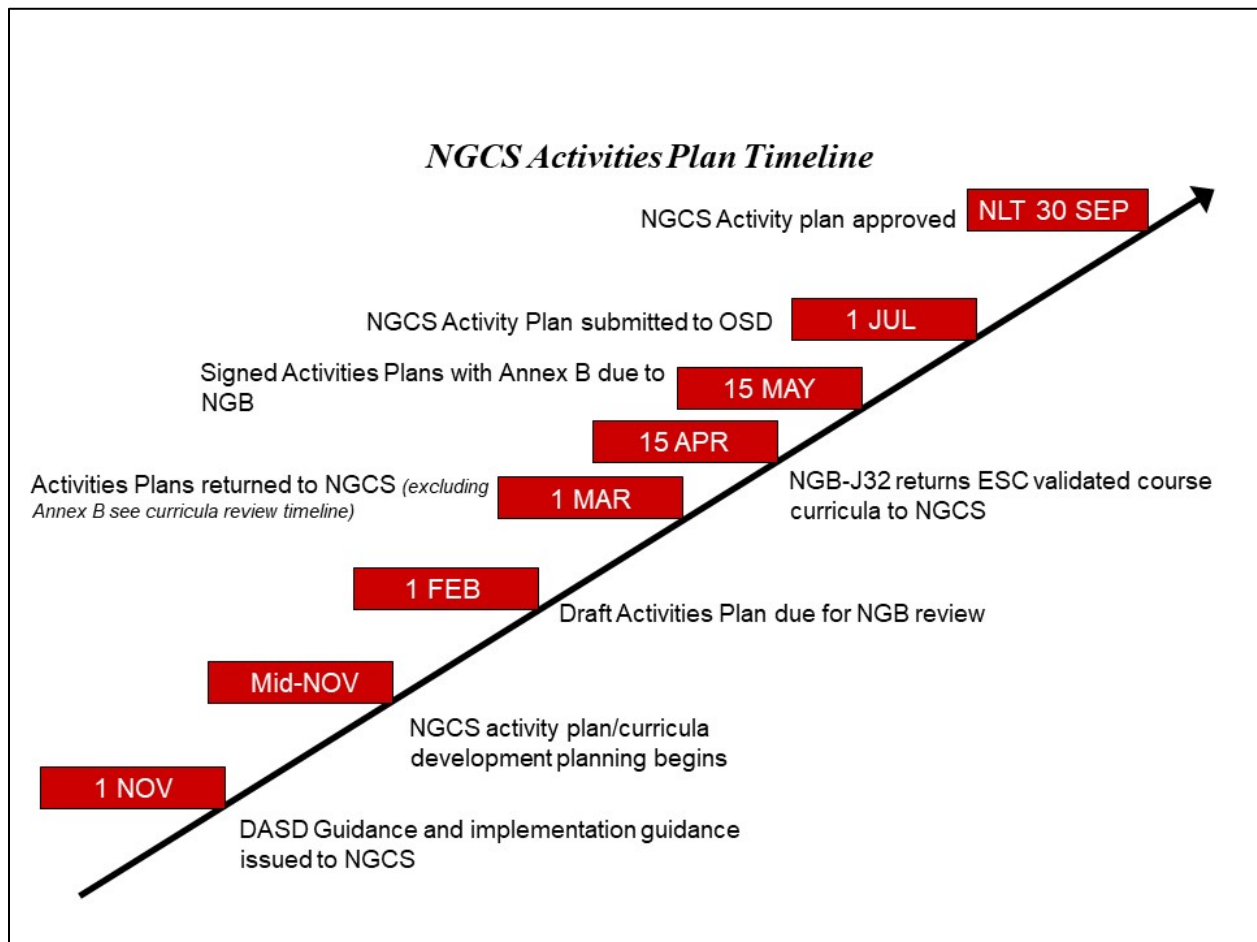 NGCS Activities Plan Timeline
NLT 30 SEP
NGCS Activity plan approved
1 JUL
NGCS Activity Plan submitted to OSD
Signed Activities Plans with Annex B due to
NGB
15 MAY
15 APR
NGB-J32 returns ESC validated course
curricula to NGCS
Activities Plans returned to NGCS (excluding
Annex B see curricula review timeline)
1 MAR
1 FEB
Draft Activities Plan due for NGB review
Mid-NOV
NGCS activity plan/curricula
development planning begins
1 NOV
DASD Guidance and implementation guidance
issued to NGCS